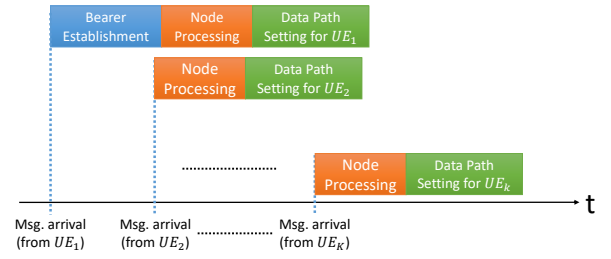 Bearer Establishment
Node Processing
Data Path Setting for UE₁
Node Processing
Data Path Setting for UE₂
....................
Node Processing
Data Path Setting for UEₖ
t
Msg. arrival (from UE₁)
Msg. arrival (from UE₂)
...............
Msg. arrival (from UE_K)